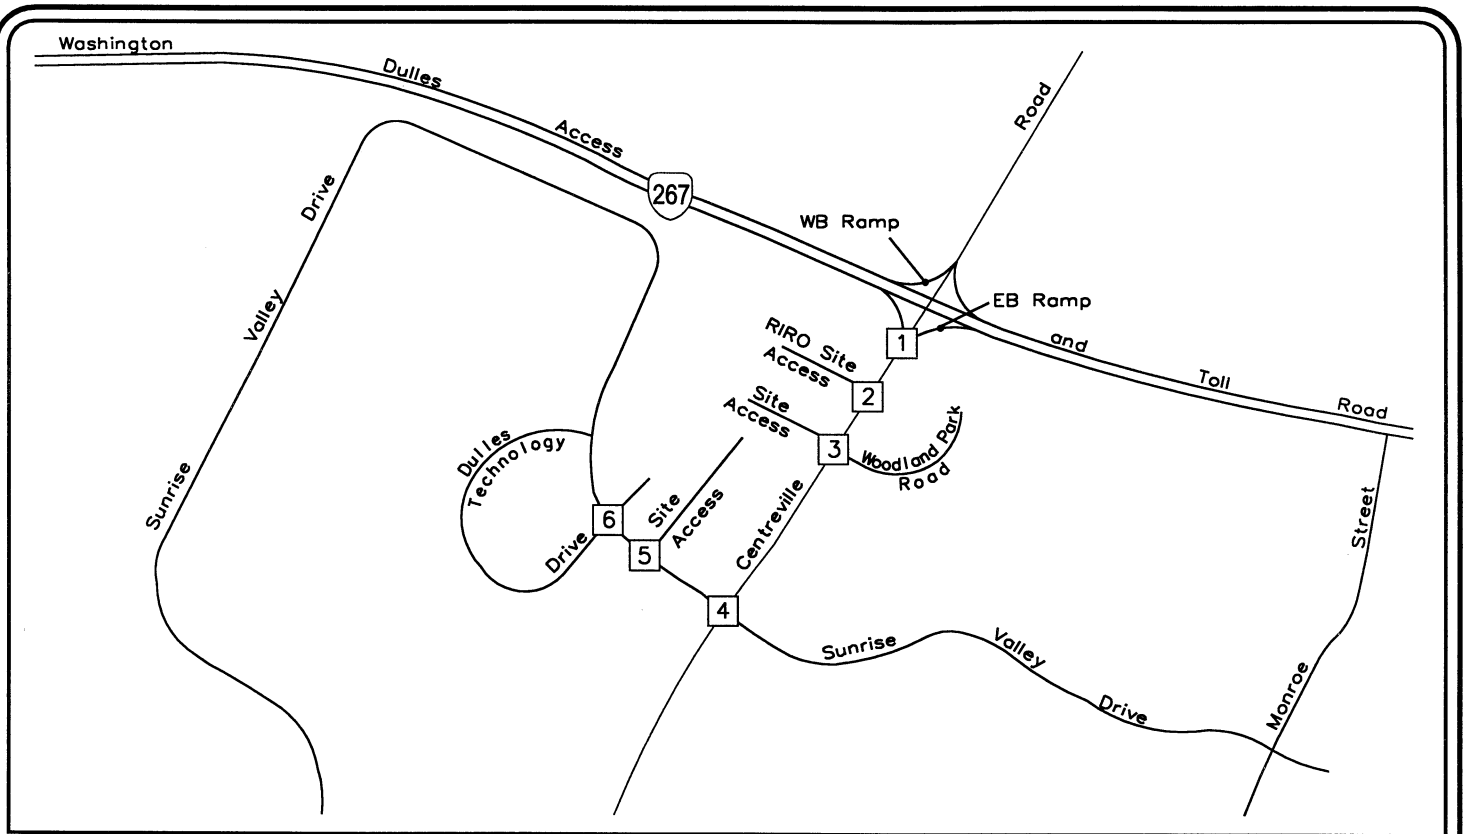 Washington Dulles Access and Toll Road
267
Road
WB Ramp
EB Ramp
Sunrise Valley Drive
RIRO Site
Access
1
2
Site
Access
3
Woodland Park
Road
Dulles
Technology
Drive
6
Site
Access
5
Centreville
4
Sunrise Valley Drive
Monroe Street